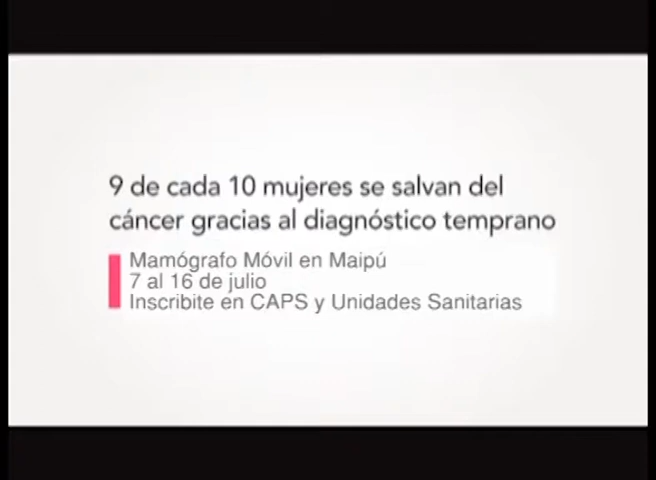 9 de cada 10 mujeres se salvan del
cáncer gracias al diagnóstico temprano
Mamógrafo Móvil en Maipú
7 al 16 de julio
Inscribite en CAPS y Unidades Sanitarias